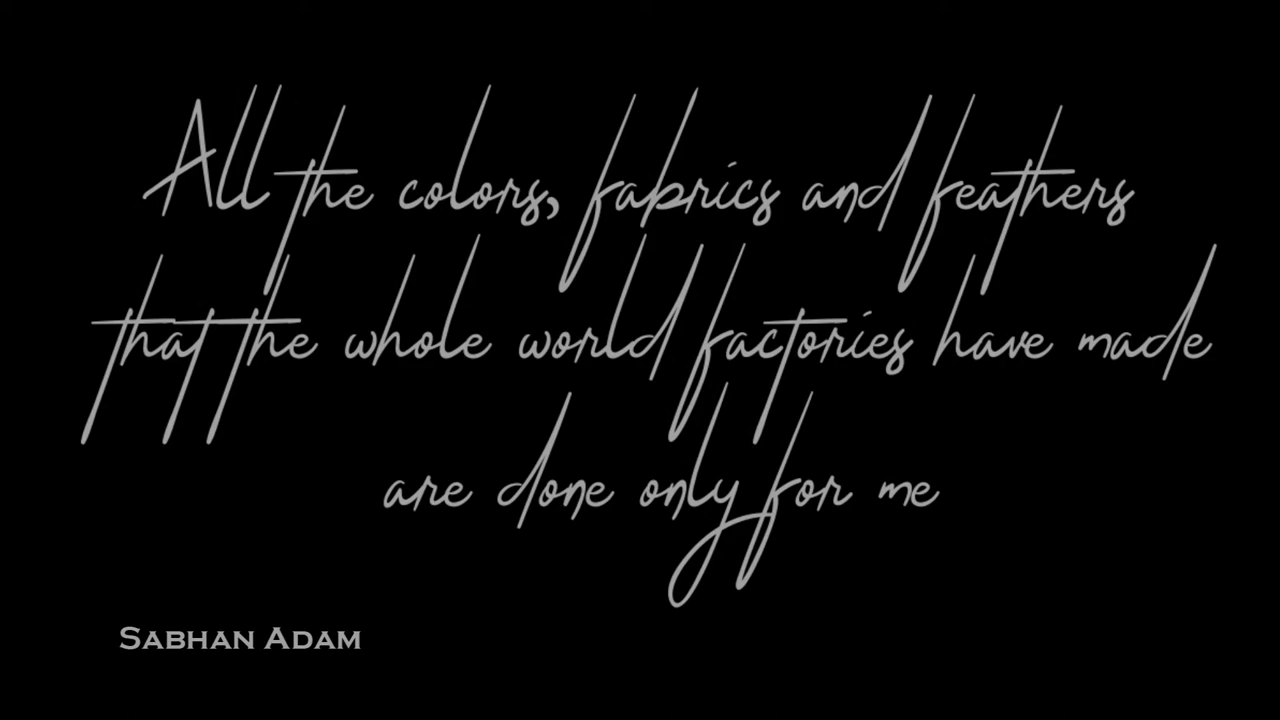 All the colors, fabrics and feathers
that the whole world factories have made
are done only for me
Sabhan Adam